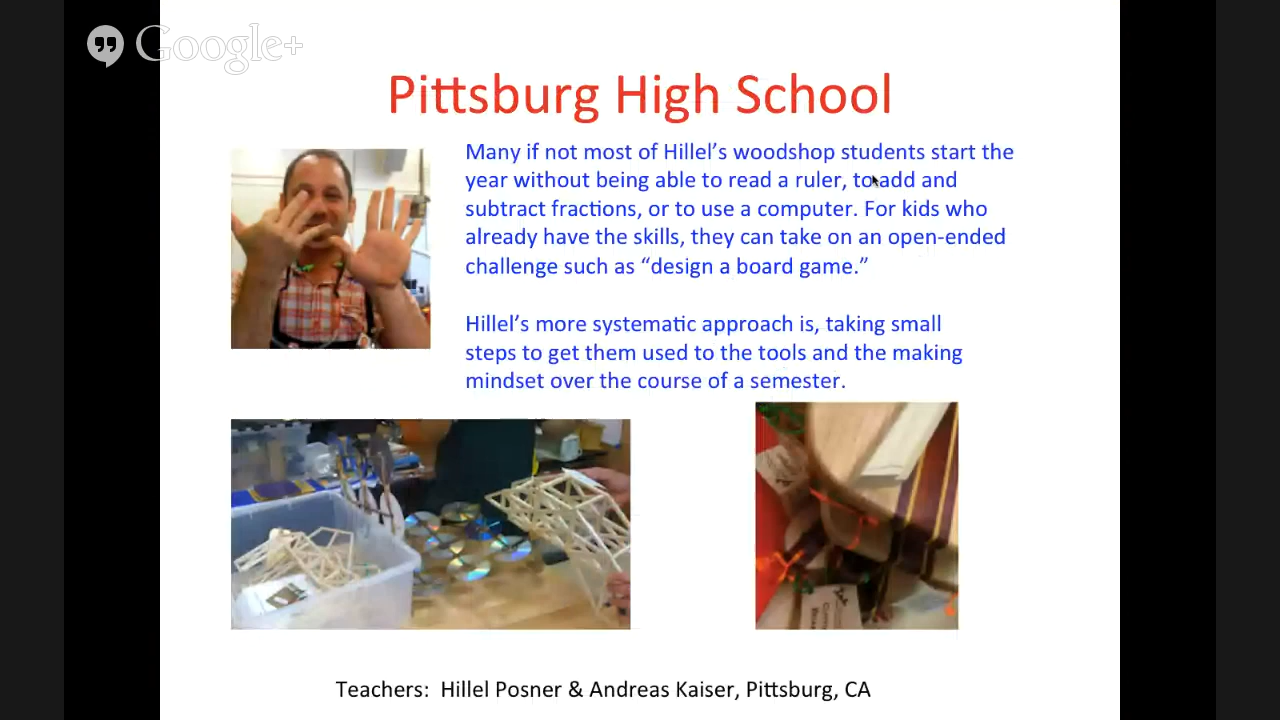 Google+
Pittsburg High School
Many if not most of Hillel's woodshop students start the
year without being able to read a ruler, to add and
subtract fractions, or to use a computer. For kids who
already have the skills, they can take on an open-ended
challenge such as “design a board game.”
Hillel's more systematic approach is, taking small
steps to get them used to the tools and the making
mindset over the course of a semester.
Teachers: Hillel Posner & Andreas Kaiser, Pittsburg, CA